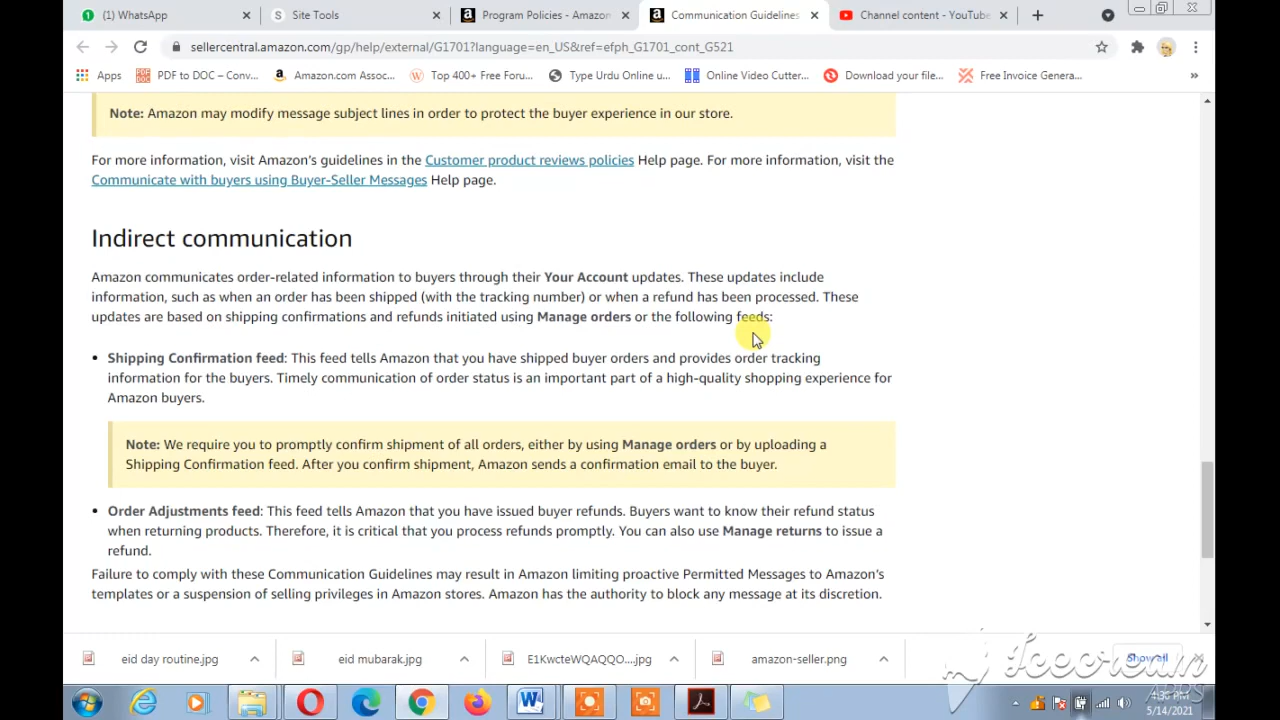 (1) WhatsApp
Site Tools
Program Policies - Amazon
Communication Guidelines
Channel content - YouTube
sellercentral.amazon.com/gp/help/external/G1701?language=en_US&ref=efph_G1701_cont_G521
Apps
PDF to DOC – Conv...
Amazon.com Assoc...
Top 400+ Free Foru...
Type Urdu Online u...
Online Video Cutter...
Download your file...
Free Invoice Genera...
»
Note: Amazon may modify message subject lines in order to protect the buyer experience in our store.
For more information, visit Amazon's guidelines in the Customer product reviews policies Help page. For more information, visit the
Communicate with buyers using Buyer-Seller Messages Help page.
Indirect communication
Amazon communicates order-related information to buyers through their Your Account updates. These updates include
information, such as when an order has been shipped (with the tracking number) or when a refund has been processed. These
updates are based on shipping confirmations and refunds initiated using Manage orders or the following feeds:
• Shipping Confirmation feed: This feed tells Amazon that you have shipped buyer orders and provides order tracking
information for the buyers. Timely communication of order status is an important part of a high-quality shopping experience for
Amazon buyers.
Note: We require you to promptly confirm shipment of all orders, either by using Manage orders or by uploading a
Shipping Confirmation feed. After you confirm shipment, Amazon sends a confirmation email to the buyer.
• Order Adjustments feed: This feed tells Amazon that you have issued buyer refunds. Buyers want to know their refund status
when returning products. Therefore, it is critical that you process refunds promptly. You can also use Manage returns to issue a
refund.
Failure to comply with these Communication Guidelines may result in Amazon limiting proactive Permitted Messages to Amazon's
templates or a suspension of selling privileges in Amazon stores. Amazon has the authority to block any message at its discretion.
eid day routine.jpg
eid mubarak.jpg
E1KwcteWQAQQO....jpg
amazon-seller.png
Show all
Icecream
APPS
4:30 PM
5/14/2021